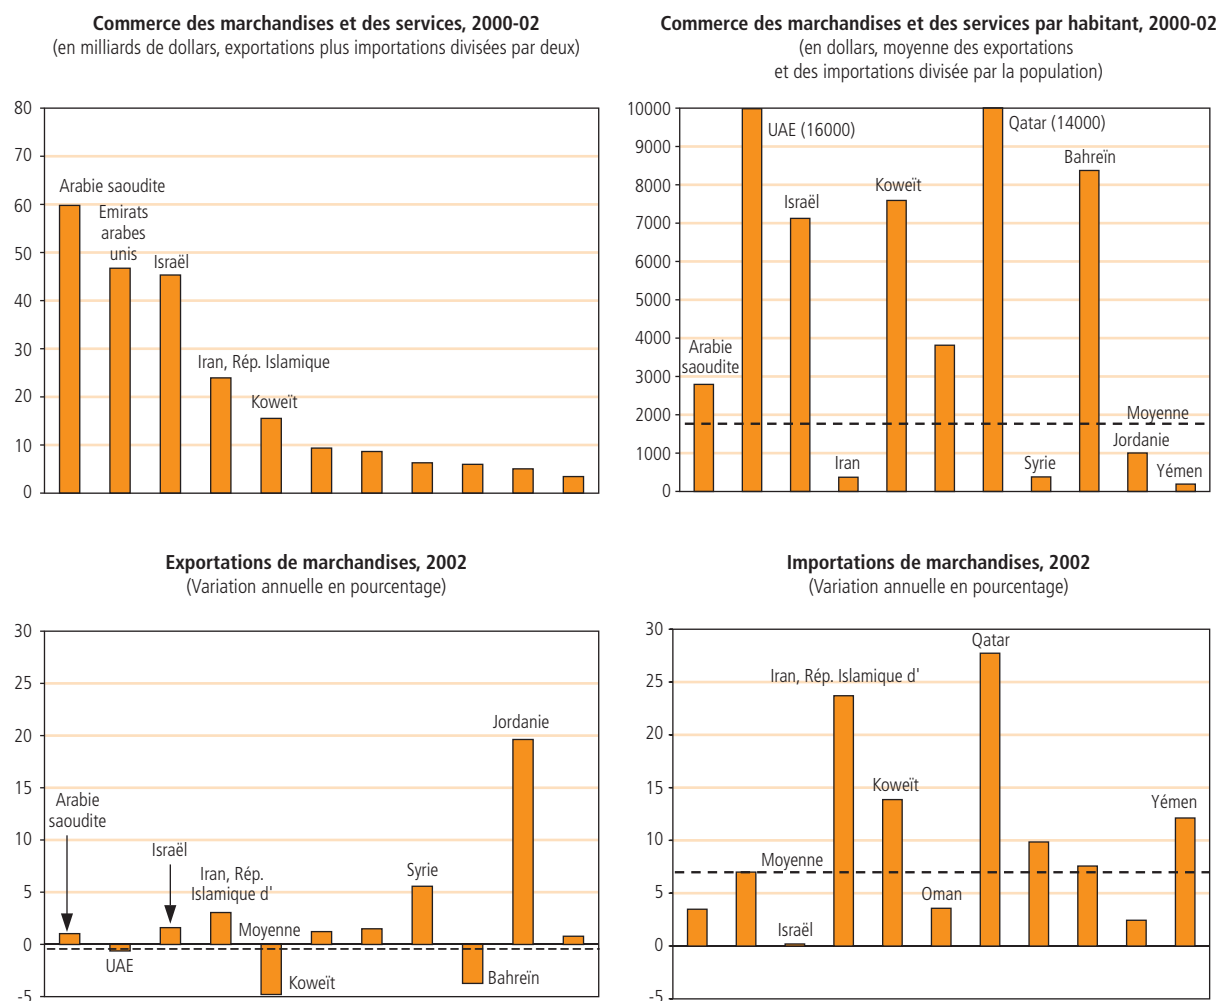 Commerce des marchandises et des services, 2000-02
(en milliards de dollars, exportations plus importations divisées par deux)
80
70
60
50
40
30
20
10
0
Arabie saoudite
Emirats
arabes
unis
Israël
Iran, Rép. Islamique
Koweït
Commerce des marchandises et des services par habitant, 2000-02
(en dollars, moyenne des exportations
et des importations divisée par la population)
10000
9000
8000
7000
6000
5000
4000
3000
2000
1000
0
UAE (16000)
Qatar (14000)
Bahreïn
Koweït
Israël
Arabie
saoudite
Moyenne
Jordanie
Iran
Syrie
Yémen
Exportations de marchandises, 2002
(Variation annuelle en pourcentage)
30
25
20
15
10
5
0
-5
Jordanie
Arabie
saoudite
Israël
Iran, Rép.
Islamique d'
Syrie
Moyenne
UAE
Koweït
Bahreïn
Importations de marchandises, 2002
(Variation annuelle en pourcentage)
30
25
20
15
10
5
0
-5
Qatar
Iran, Rép. Islamique d'
Koweït
Yémen
Moyenne
Oman
Israël